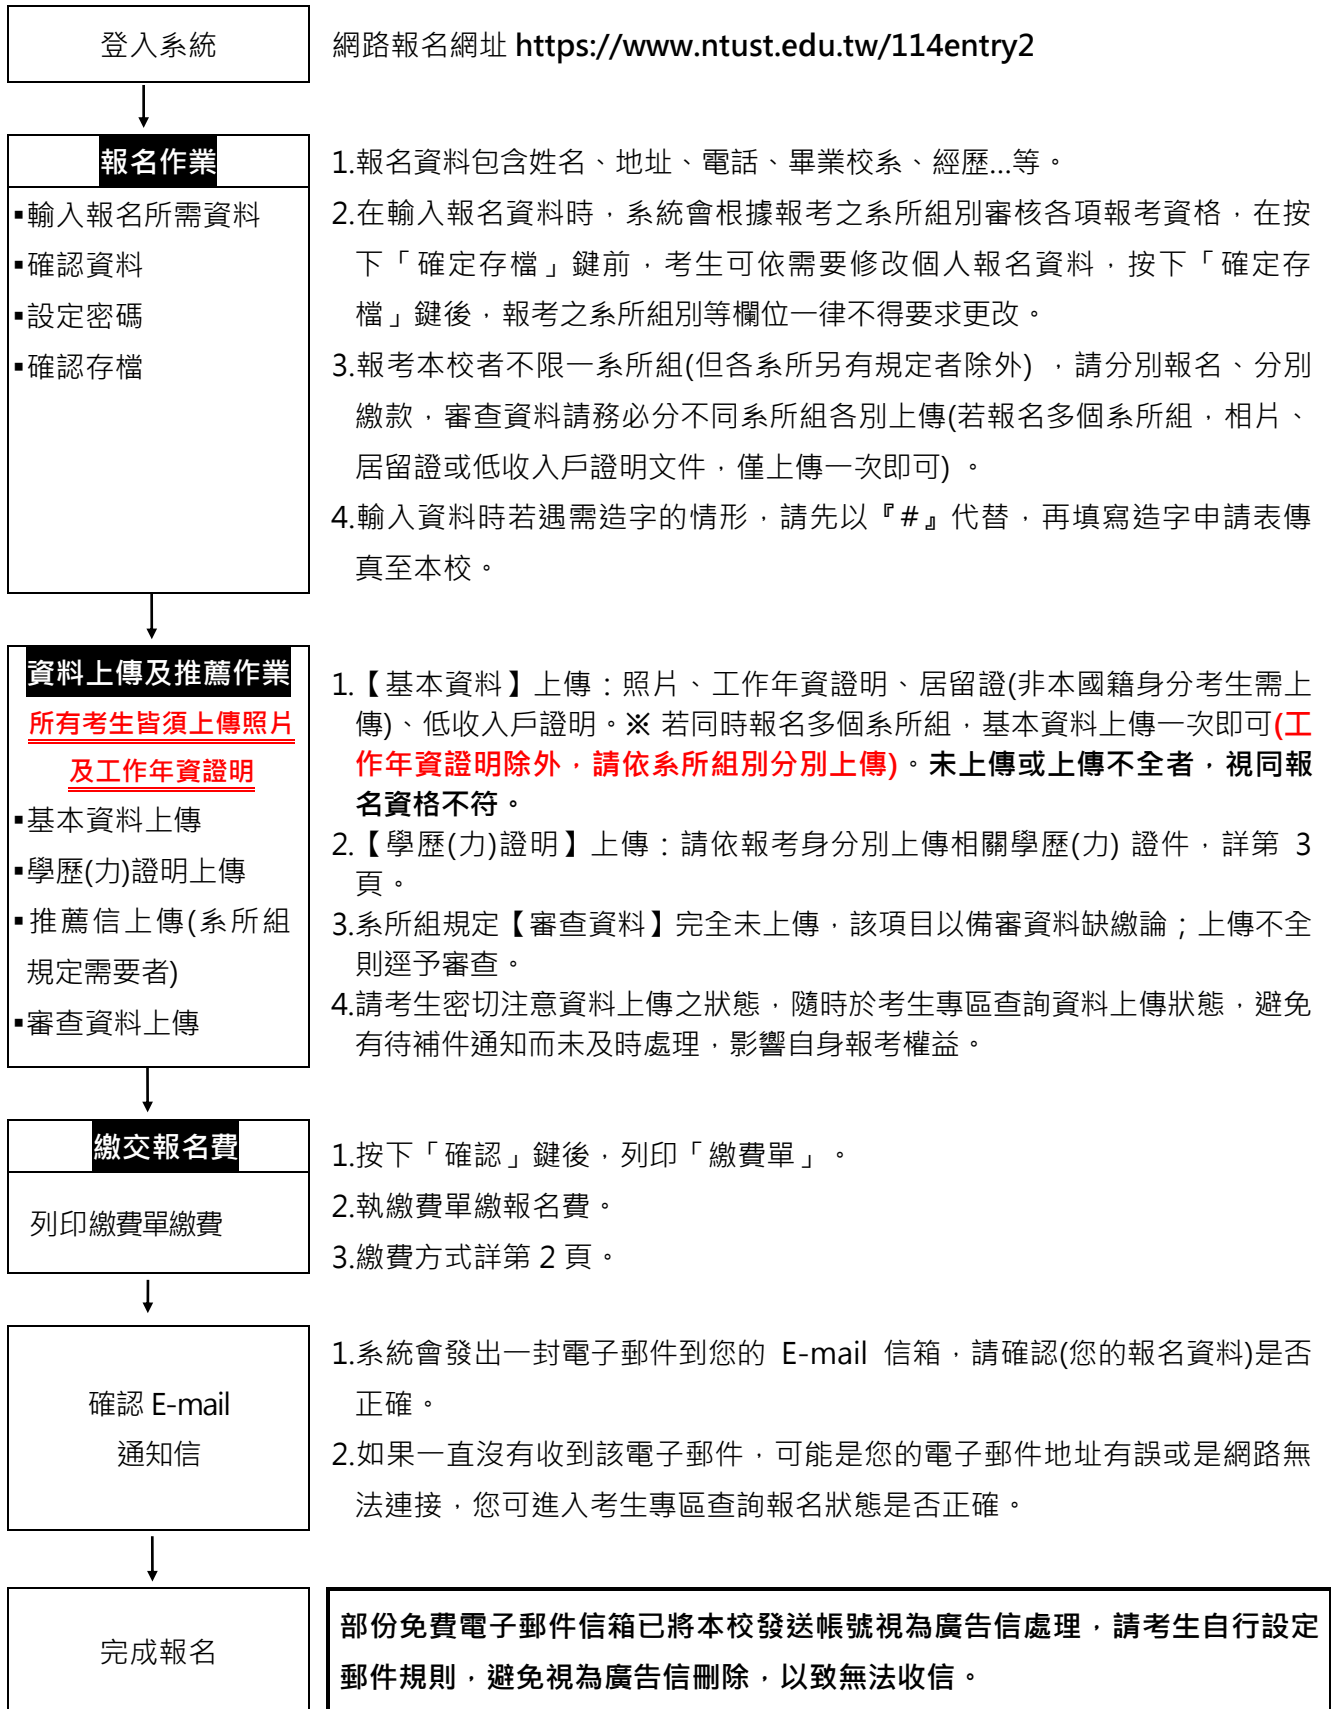 登入系統
網路報名網址 https://www.ntust.edu.tw/114entry2
報名作業
▪輸入報名所需資料
▪確認資料
▪設定密碼
▪確認存檔
1.報名資料包含姓名、地址、電話、畢業校系、經歷…等。
2.在輸入報名資料時，系統會根據報考之系所組別審核各項報考資格，在按
下「確定存檔」鍵前，考生可依需要修改個人報名資料，按下「確定存
檔」鍵後，報考之系所組別等欄位一律不得要求更改。
3.報考本校者不限一系所組(但各系所另有規定者除外) ，請分別報名、分別
繳款，審查資料請務必分不同系所組各別上傳(若報名多個系所組，相片、
居留證或低收入戶證明文件，僅上傳一次即可) 。
4.輸入資料時若遇需造字的情形，請先以『#』代替，再填寫造字申請表傳
真至本校。
資料上傳及推薦作業
所有考生皆須上傳照片
及工作年資證明
▪基本資料上傳
▪學歷(力)證明上傳
▪推薦信上傳(系所組
規定需要者)
▪審查資料上傳
1.【基本資料】上傳：照片、工作年資證明、居留證(非本國籍身分考生需上
傳)、低收入戶證明。※ 若同時報名多個系所組，基本資料上傳一次即可(工
作年資證明除外，請依系所組別分別上傳)。未上傳或上傳不全者，視同報
名資格不符。
2.【學歷(力)證明】上傳：請依報考身分別上傳相關學歷(力) 證件，詳第 3
頁。
3.系所組規定【審查資料】完全未上傳，該項目以備審資料缺繳論；上傳不全
則逕予審查。
4.請考生密切注意資料上傳之狀態，隨時於考生專區查詢資料上傳狀態，避免
有待補件通知而未及時處理，影響自身報考權益。
繳交報名費
列印繳費單繳費
1.按下「確認」鍵後，列印「繳費單」。
2.執繳費單繳報名費。
3.繳費方式詳第 2 頁。
確認 E-mail
通知信
1.系統會發出一封電子郵件到您的 E-mail 信箱，請確認(您的報名資料)是否
正確。
2.如果一直沒有收到該電子郵件，可能是您的電子郵件地址有誤或是網路無
法連接，您可進入考生專區查詢報名狀態是否正確。
完成報名
部份免費電子郵件信箱已將本校發送帳號視為廣告信處理，請考生自行設定
郵件規則，避免視為廣告信刪除，以致無法收信。